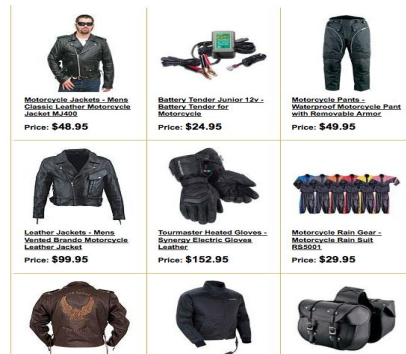 Motorcycle Jackets - Mens
Classic Leather Motorcycle
Jacket MJ400
Price: $48.95
Battery Tender Junior 12v -
Battery Tender for
Motorcycle
Price: $24.95
Motorcycle Pants -
Waterproof Motorcycle Pant
with Removable Armor
Price: $49.95
Leather Jackets - Mens
Vented Brando Motorcycle
Leather Jacket
Price: $99.95
Tourmaster Heated Gloves -
Synergy Electric Gloves
Leather
Price: $152.95
Motorcycle Rain Gear -
Motorcycle Rain Suit
RS5001
Price: $29.95